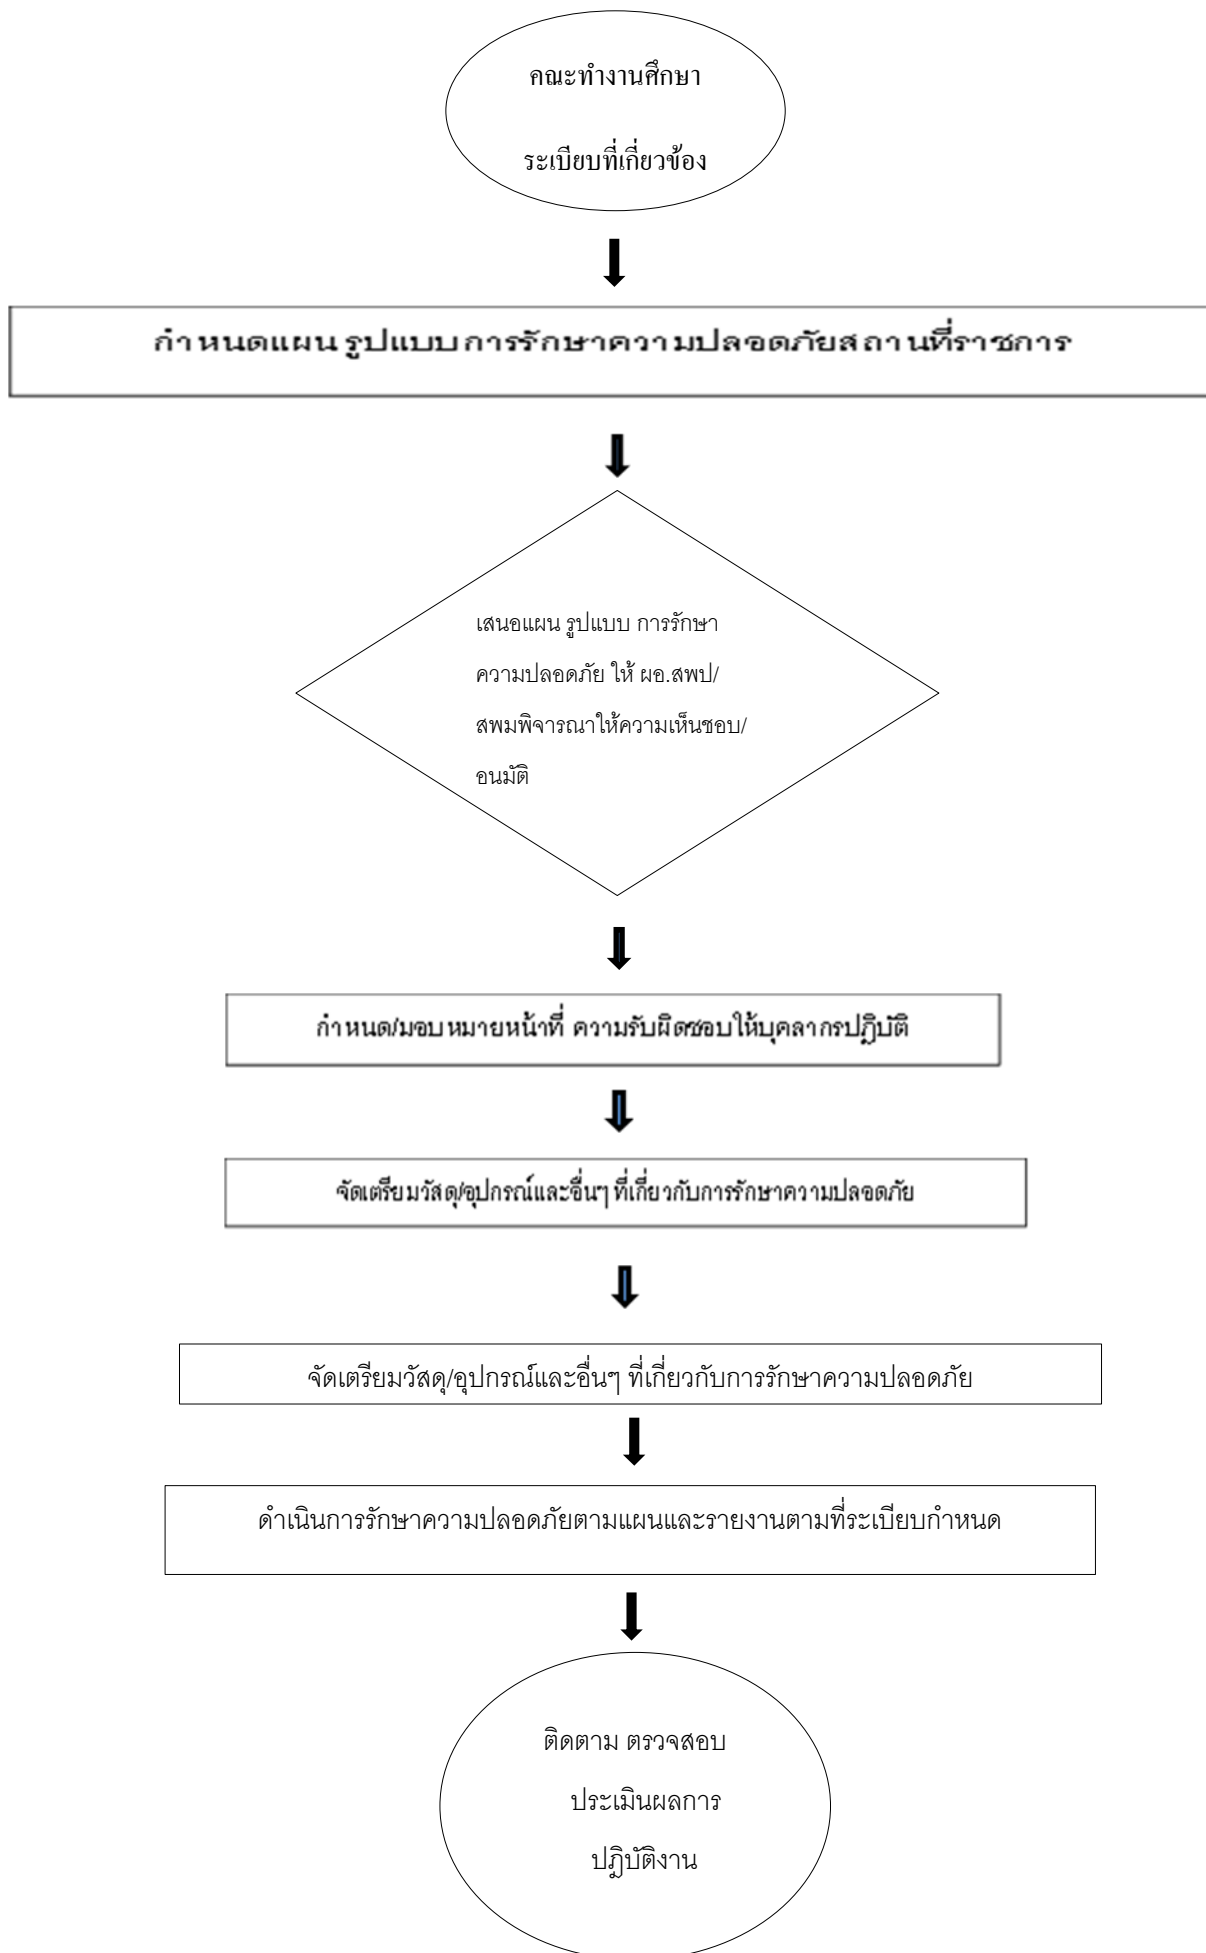 คณะทำงานศึกษา
ระเบียบที่เกี่ยวข้อง
กำหนดแผน รูปแบบ การรักษาความปลอดภัยสถานที่ราชการ
เสนอแผน รูปแบบ การรักษา
ความปลอดภัย ให้ ผอ.สพป/
สพมพิจารณาให้ความเห็นชอบ/
อนมัติ
กำหนด/มอบหมายหน้าที่ ความรับผิดชอบให้บุคลากรปฏิบัติ
จัดเตรียมวัสดุ/อุปกรณ์และอื่นๆ ที่เกี่ยวกับการรักษาความปลอดภัย
จัดเตรียมวัสดุ/อุปกรณ์และอื่นๆ ที่เกี่ยวกับการรักษาความปลอดภัย
ดำเนินการรักษาความปลอดภัยตามแผนและรายงานตามที่ระเบียบกำหนด
ติดตาม ตรวจสอบ
ประเมินผลการ
ปฏิบัติงาน